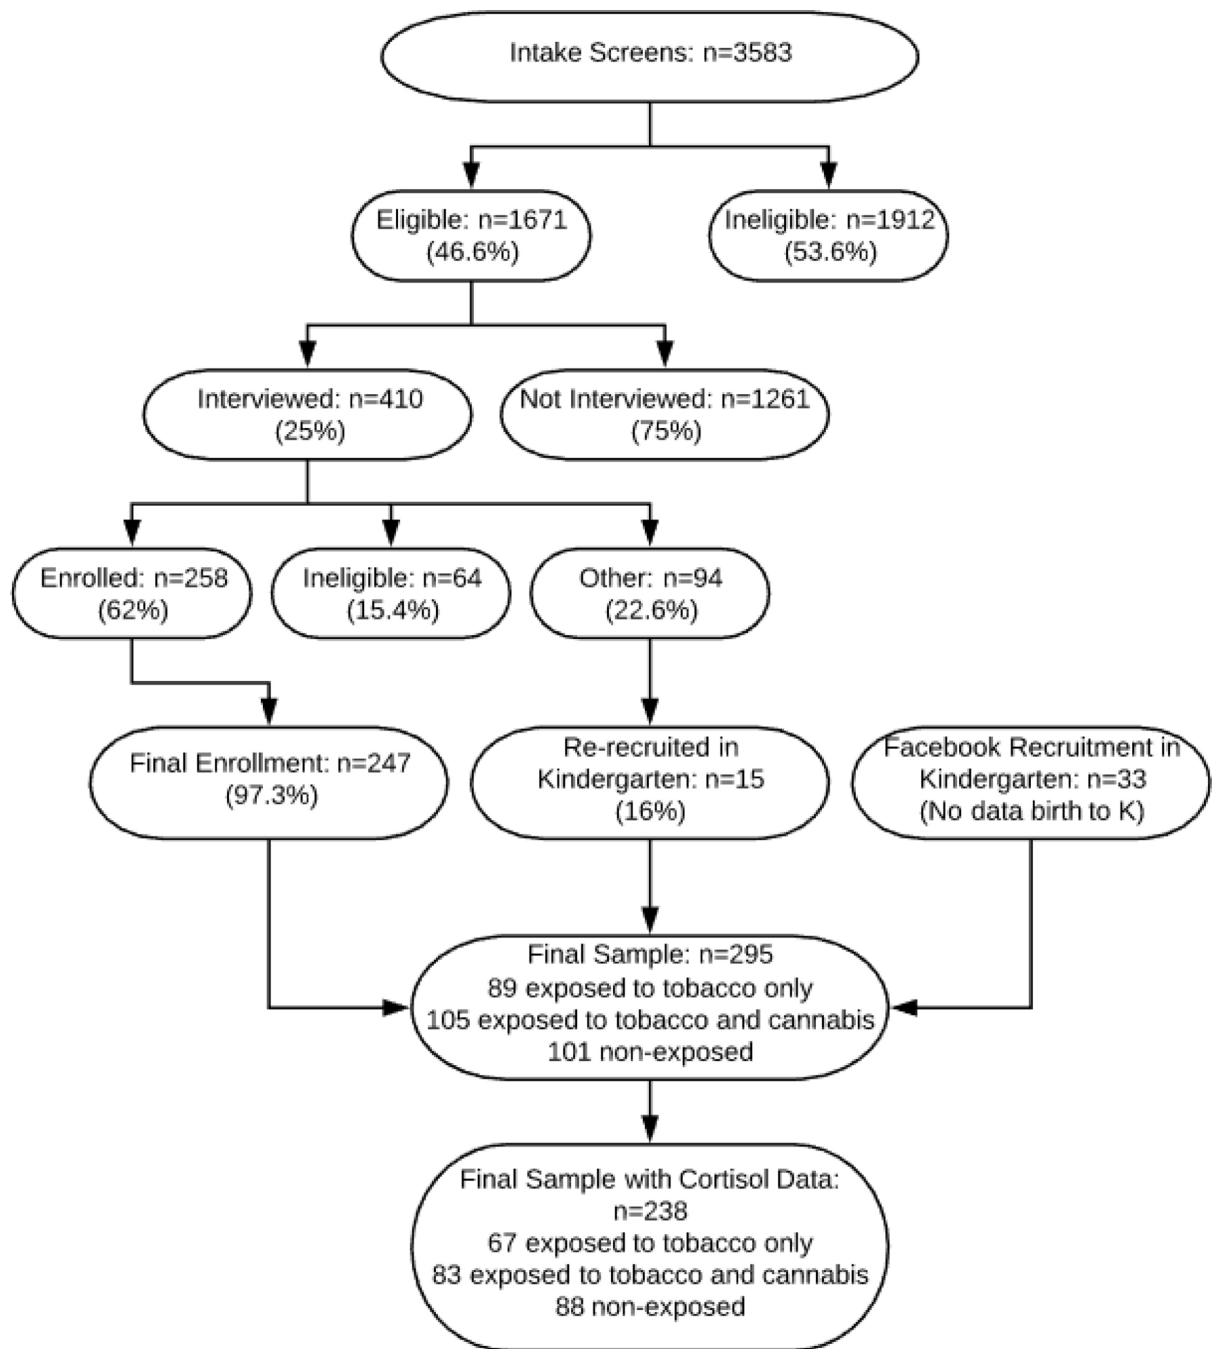 Intake Screens: n=3583
Eligible: n=1671
(46.6%)
Ineligible: n=1912
(53.6%)
Interviewed: n=410
(25%)
Not Interviewed: n=1261
(75%)
Enrolled: n=258
(62%)
Ineligible: n=64
(15.4%)
Other: n=94
(22.6%)
Final Enrollment: n=247
(97.3%)
Re-recruited in
Kindergarten: n=15
(16%)
Facebook Recruitment in
Kindergarten: n=33
(No data birth to K)
Final Sample: n=295
89 exposed to tobacco only
105 exposed to tobacco and cannabis
101 non-exposed
Final Sample with Cortisol Data:
n=238
67 exposed to tobacco only
83 exposed to tobacco and cannabis
88 non-exposed